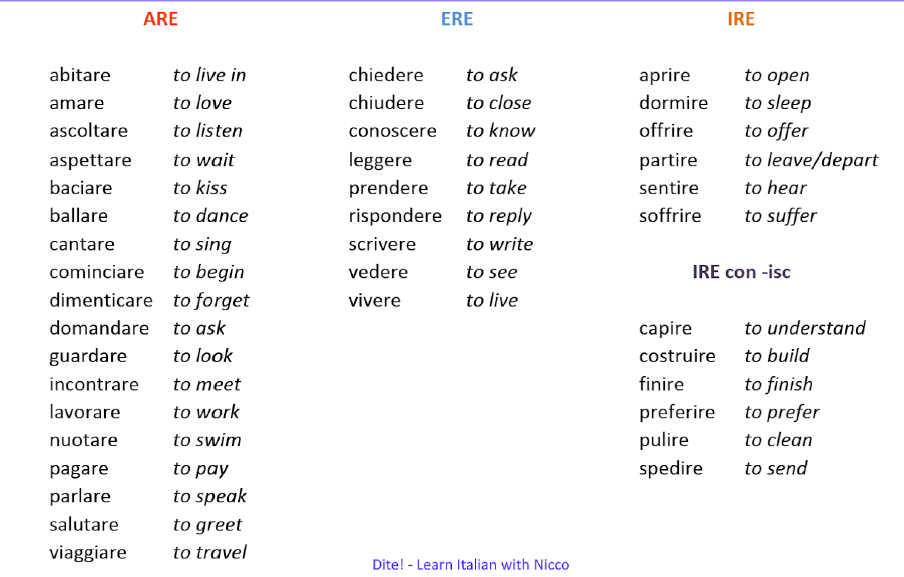 ARE
abitare to live in
amare to love
ascoltare to listen
aspettare to wait
baciare to kiss
ballare to dance
cantare to sing
cominciare to begin
dimenticare to forget
domandare to ask
guardare to look
incontrare to meet
lavorare to work
nuotare to swim
pagare to pay
parlare to speak
salutare to greet
viaggiare to travel
ERE
chiedere to ask
chiudere to close
conoscere to know
leggere to read
prendere to take
rispondere to reply
scrivere to write
vedere to see
vivere to live
IRE
aprire to open
dormire to sleep
offrire to offer
partire to leave/depart
sentire to hear
soffrire to suffer
IRE con -isc
capire to understand
costruire to build
finire to finish
preferire to prefer
pulire to clean
spedire to send
Dite! - Learn Italian with Nicco